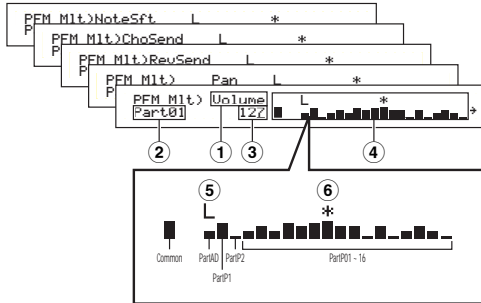 PFM Mlt)NoteSft L *
P
PFM Mlt)ChoSend L *
P
PFM Mlt)RevSend L *
P
PFM Mlt) Pan L *
P
PFM Mlt) Volume L *
Part01 127
2 1 3 4
5 6
L *
Common PartAD PartP2 PartP01 ~ 16
PartP1